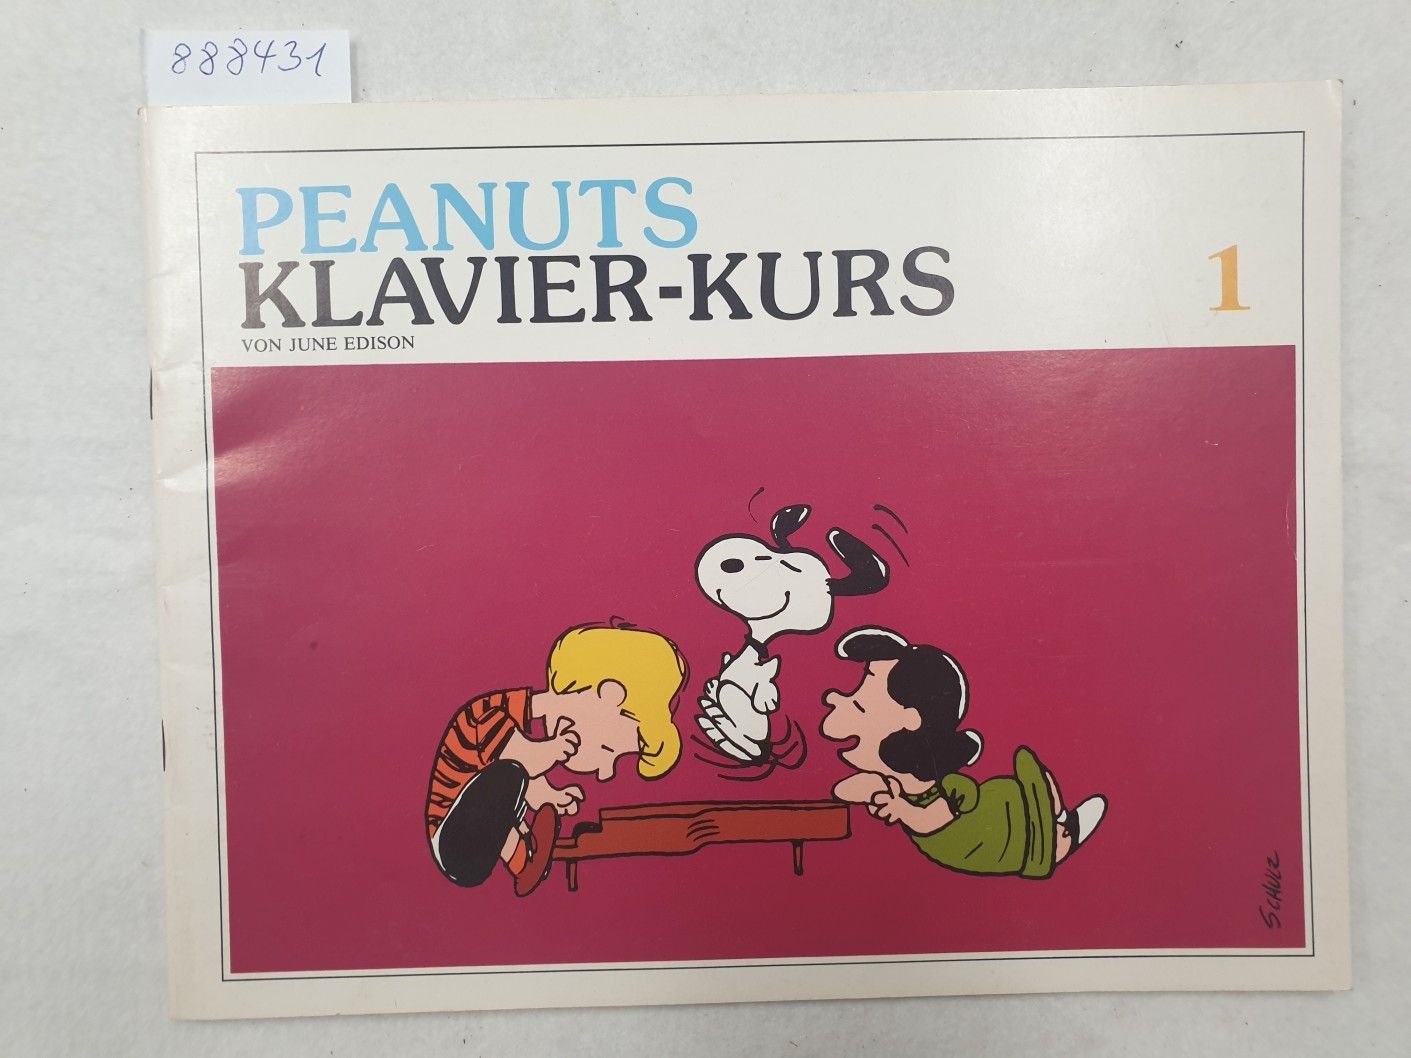 888431
PEANUTS
KLAVIER-KURS 1
VON JUNE EDISON
SCHULZ